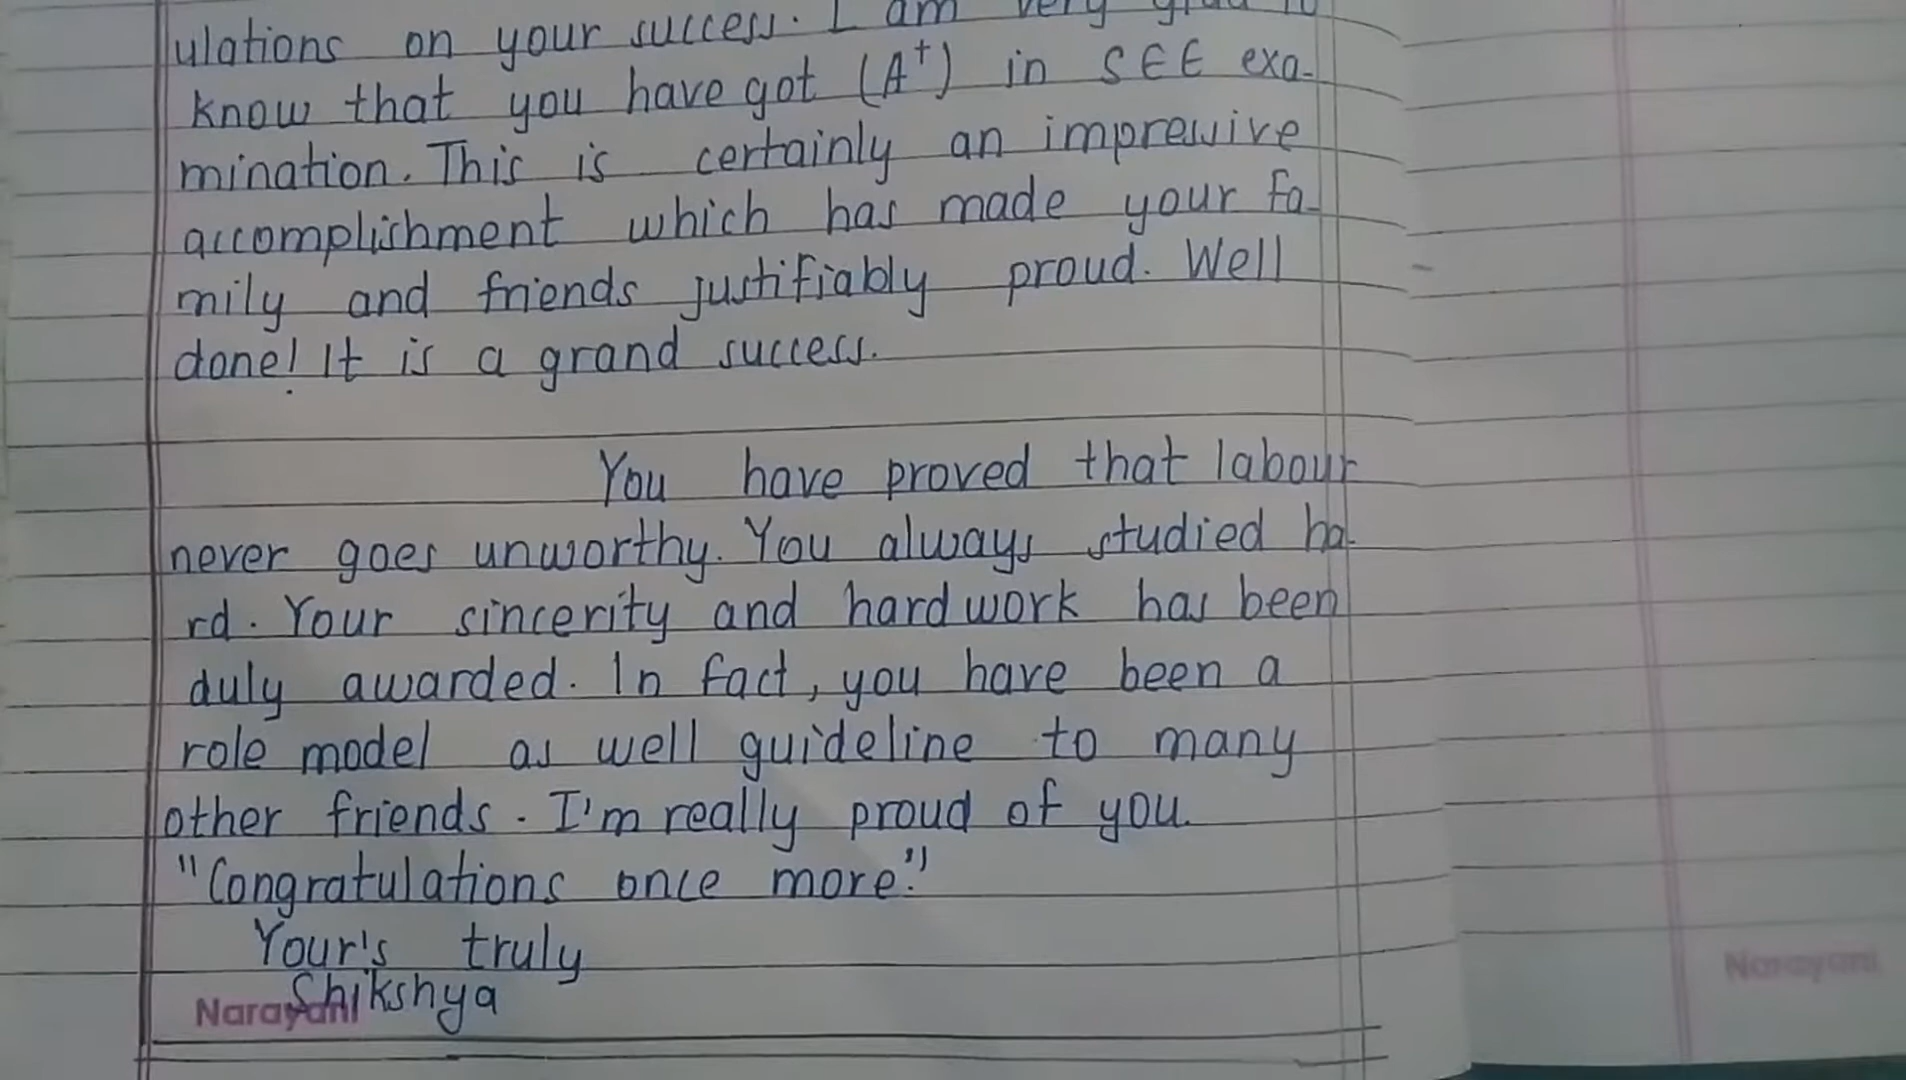 ulations on your success. I am very glad to
know that you have got (A+) in SEE exa-
mination. This is certainly an impressive
accomplishment which has made your fa-
mily and friends justifiably proud. Well
done! It is a grand success.
You have proved that labour
never goes unworthy. You always studied ha-
rd. Your sincerity and hard work has been
duly awarded. In fact, you have been a
role model as well guideline to many
other friends. I'm really proud of you.
"Congratulations once more."
Your's truly
Shikshya
Narayani
Narayani